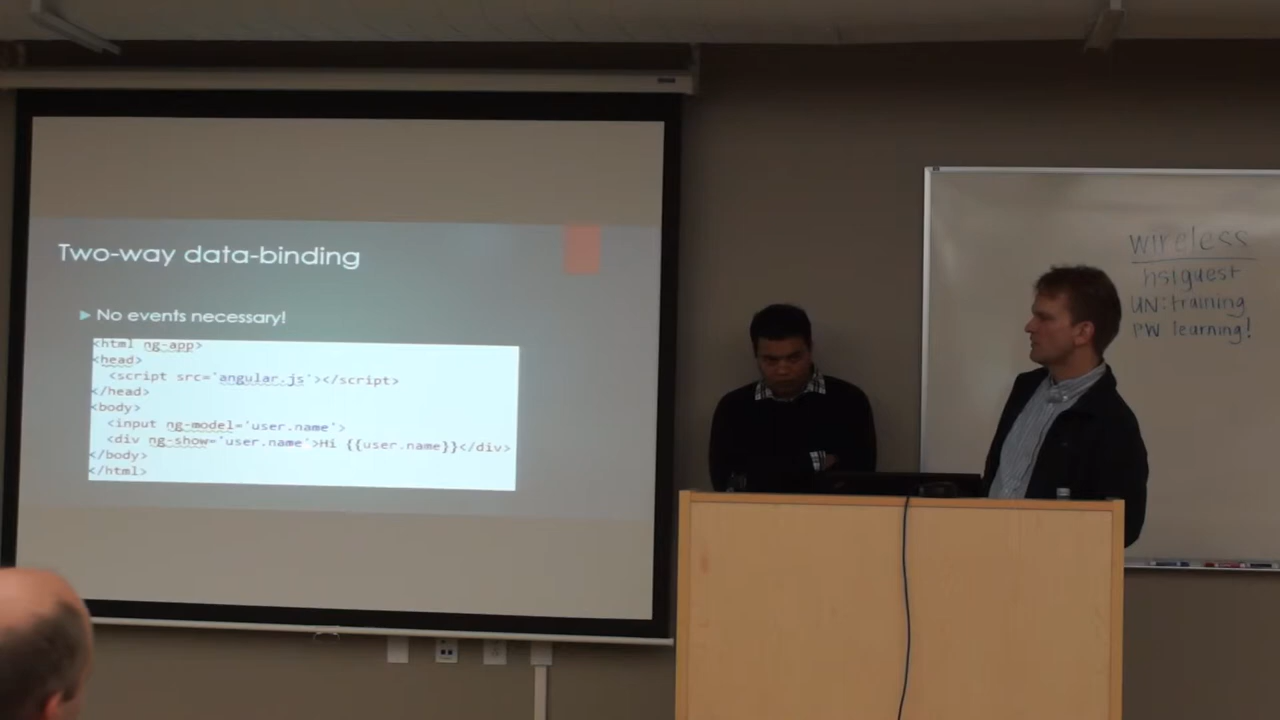 Two-way data-binding
No events necessary!
<html ng-app>
<head>
<script src='angular.js'></script>
</head>
<body>
<input ng-model='user.name'>
<div ng-show='user.name'>Hi {{user.name}}</div>
</body>
</html>
wireless
hslguest
UN: training
PW learning!